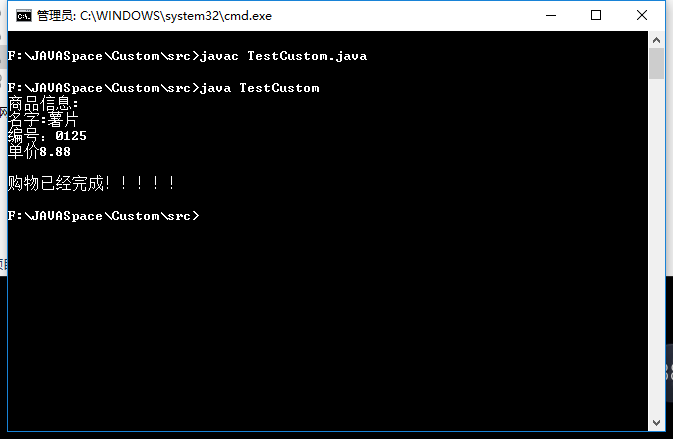 管理员: C:\WINDOWS\system32\cmd.exe
F:\JAVASpace\Custom\src>javac TestCustom.java
F:\JAVASpace\Custom\src>java TestCustom
商品信息:
名字:薯片
编号：0125
单价8.88
购物已经完成！！！！！
F:\JAVASpace\Custom\src>